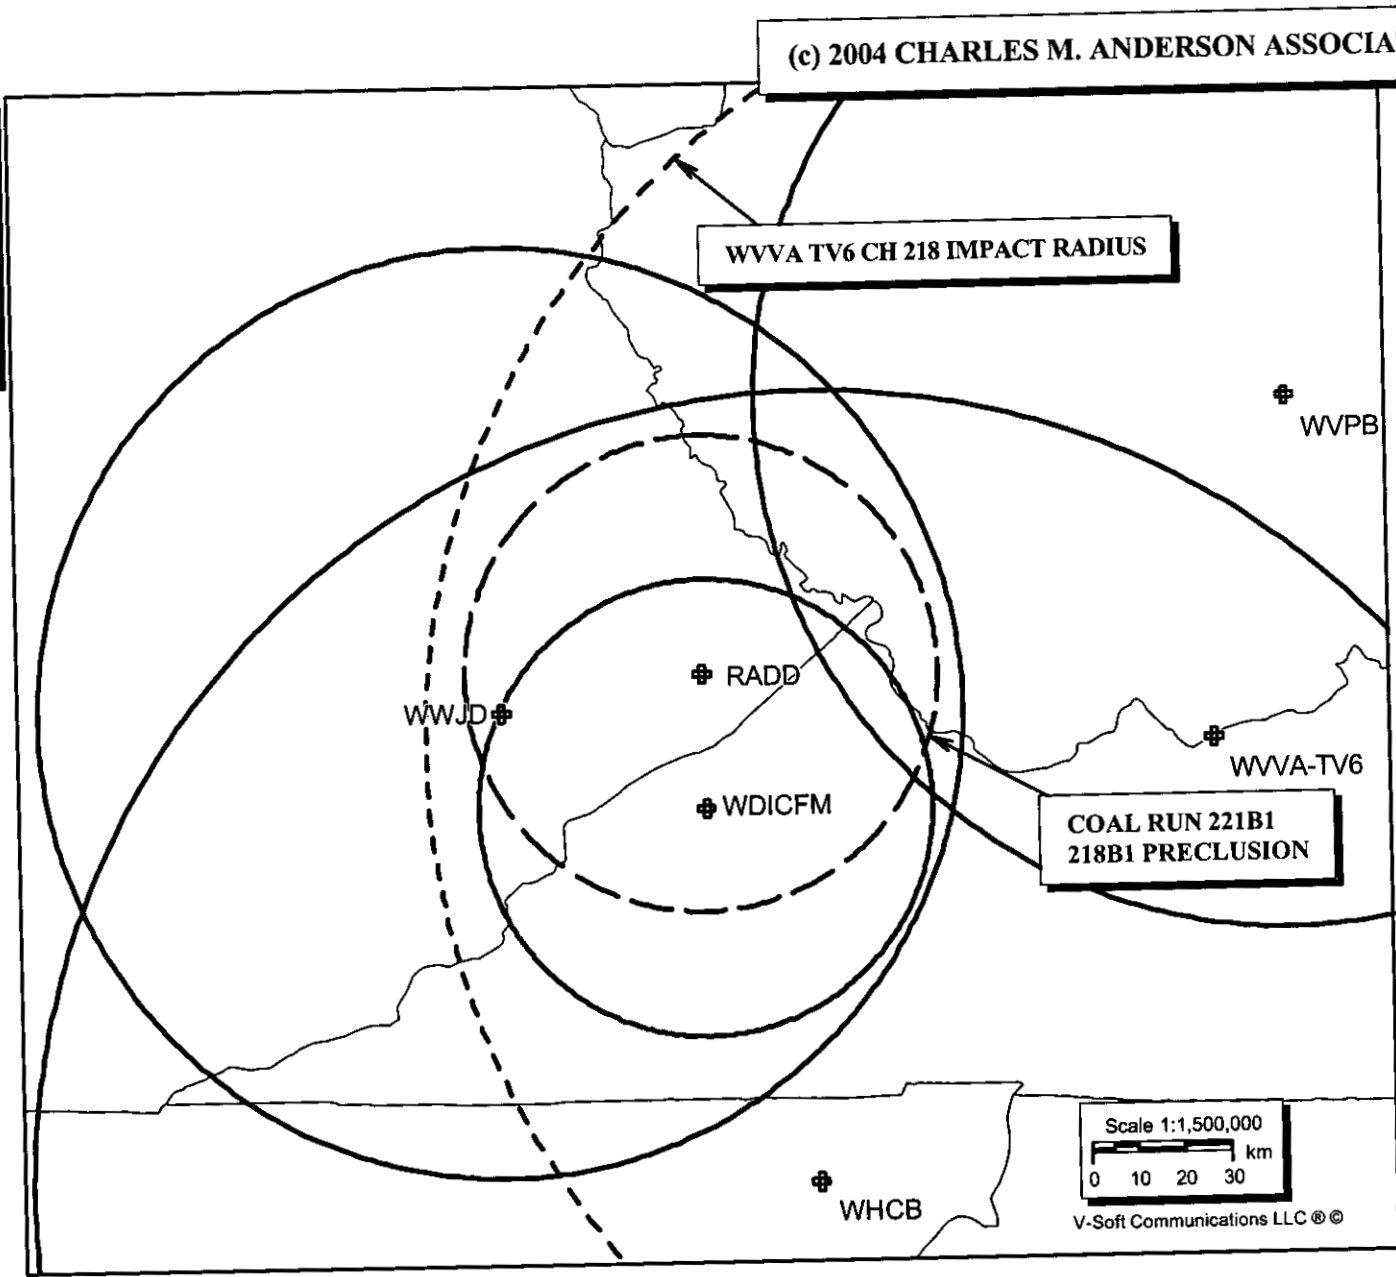 (c) 2004 CHARLES M. ANDERSON
WVVA TV6 CH 218 IMPACT RADIUS
WVPB
RADD
WWJD
WVVA-TV6
WDICFM
COAL RUN 221B1
218B1 PRECLUSION
Scale 1:1,500,000
km
0 10 20 30
WHCB
V-Soft Communications LLC ® ©